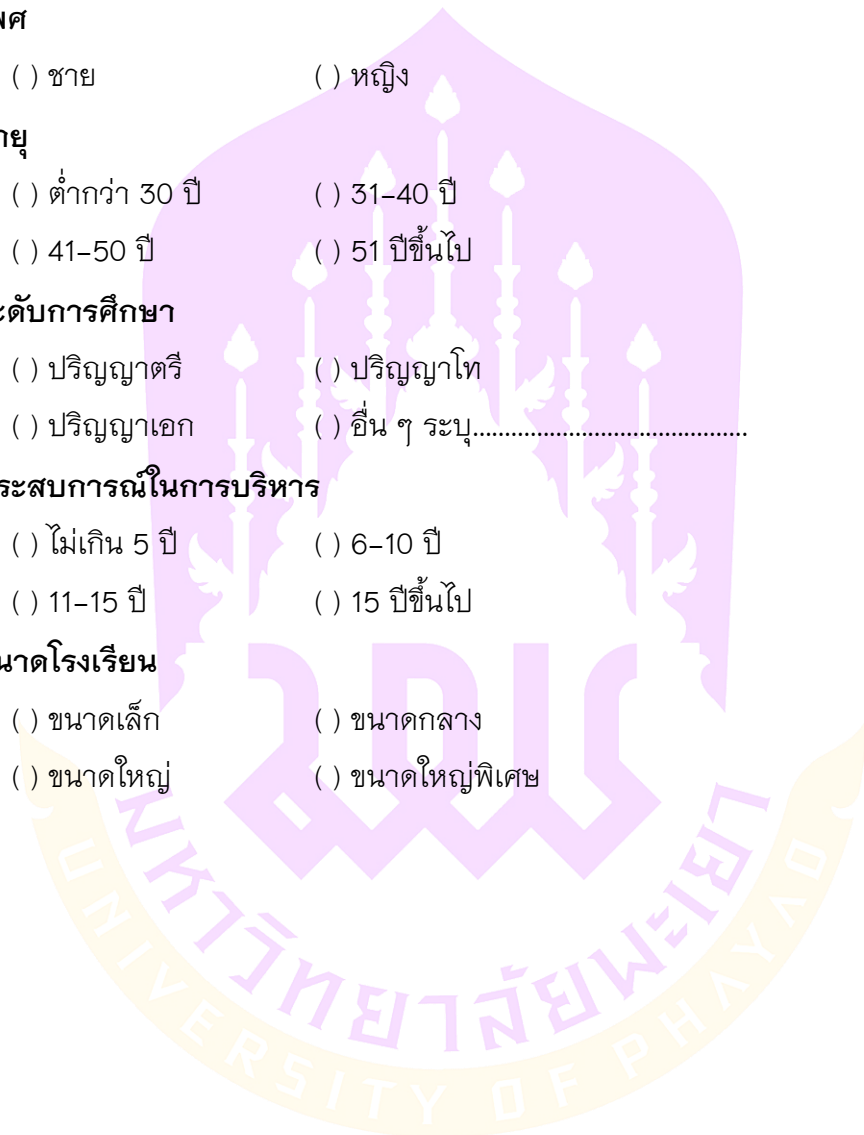 พศ
( ) ชาย ( ) หญิง
ายุ
( ) ต่ำกว่า 30 ปี ( ) 31–40 ปี
( ) 41–50 ปี ( ) 51 ปีขึ้นไป
ะดับการศึกษา
( ) ปริญญาตรี ( ) ปริญญาโท
( ) ปริญญาเอก ( ) อื่น ๆ ระบุ..........................................
ระสบการณ์ในการบริหาร
( ) ไม่เกิน 5 ปี ( ) 6–10 ปี
( ) 11–15 ปี ( ) 15 ปีขึ้นไป
นาดโรงเรียน
( ) ขนาดเล็ก ( ) ขนาดกลาง
( ) ขนาดใหญ่ ( ) ขนาดใหญ่พิเศษ
มหาวิทยาลัยพะเยา
UNIVERSITY OF PHAYAO